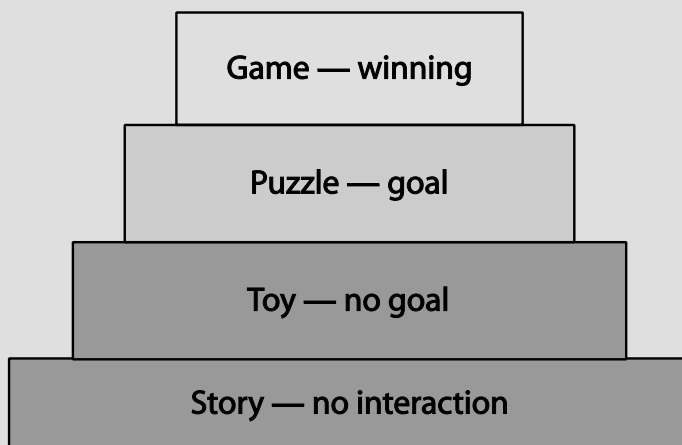 Game — winning
Puzzle — goal
Toy — no goal
Story — no interaction